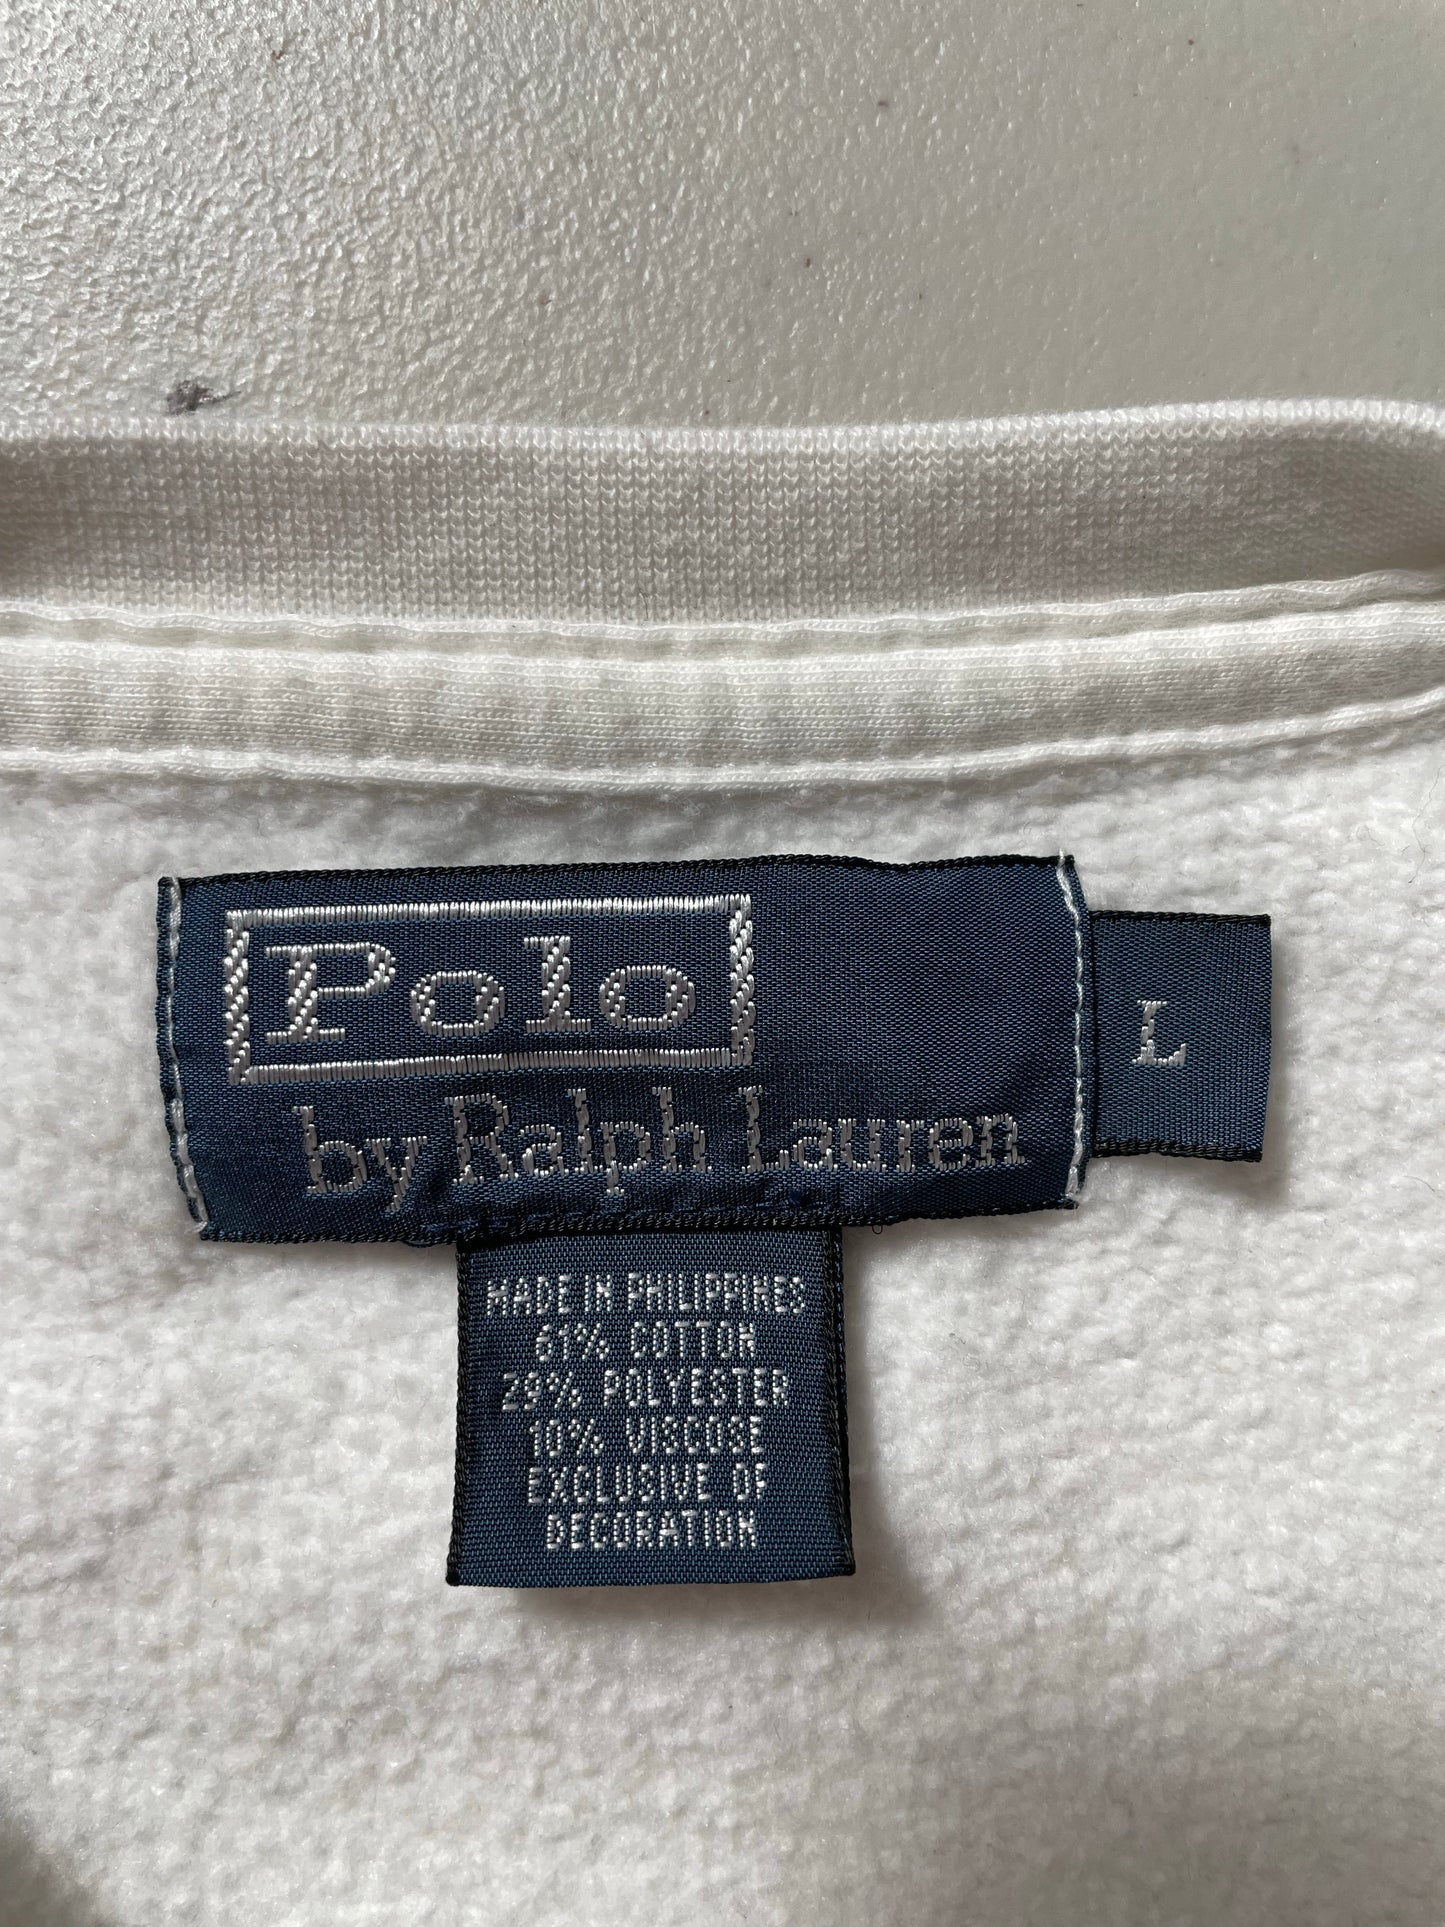 Polo
by Ralph Lauren
L
MADE IN PHILIPPINES
61% COTTON
29% POLYESTER
10% VISCOSE
EXCLUSIVE OF
DECORATION